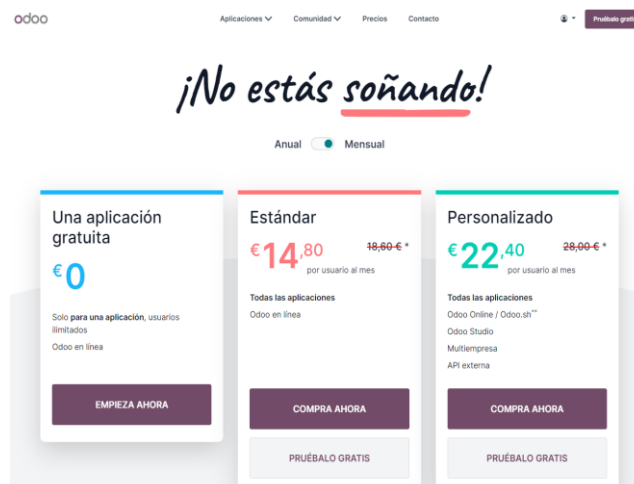 odoo
Aplicaciones Comunidad Precios Contacto
Pruébalo gratis
¡No estás soñando!
Anual Mensual
Una aplicación
gratuita
€0
Solo para una aplicación, usuarios
ilimitados
Odoo en línea
EMPIEZA AHORA
Estándar
€14,80 18,60 € *
por usuario al mes
Todas las aplicaciones
Odoo en línea
COMPRA AHORA
PRUÉBALO GRATIS
Personalizado
€22,40 28,00 € *
por usuario al mes
Todas las aplicaciones
Odoo Online / Odoo.sh**
Odoo Studio
Multiempresa
API externa
COMPRA AHORA
PRUÉBALO GRATIS